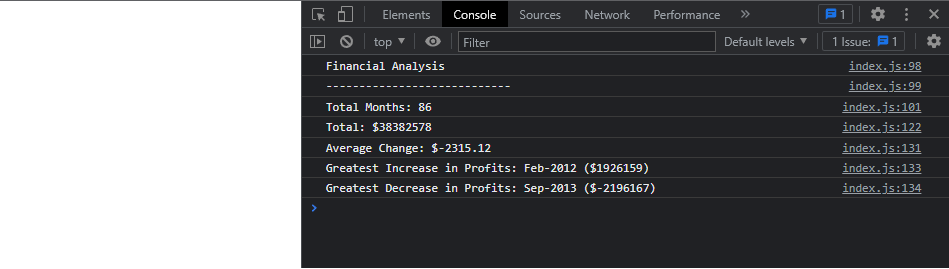 Elements Console Sources Network Performance » 1
top ▼ Filter Default levels ▼ 1 Issue: 1
Financial Analysis index.js:98
---------------------------- index.js:99
Total Months: 86 index.js:101
Total: $38382578 index.js:122
Average Change: $-2315.12 index.js:131
Greatest Increase in Profits: Feb-2012 ($1926159) index.js:133
Greatest Decrease in Profits: Sep-2013 ($-2196167) index.js:134
>